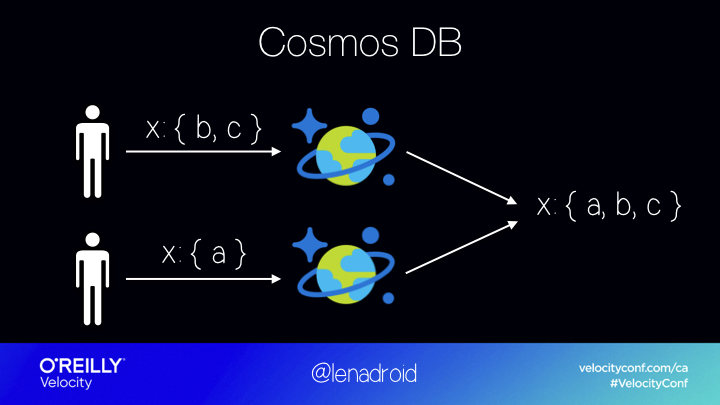 Cosmos DB
x: { b, c }
x: { a, b, c }
x: { a }
O'REILLY®
Velocity
@lenadroid
velocityconf.com/ca
#VelocityConf